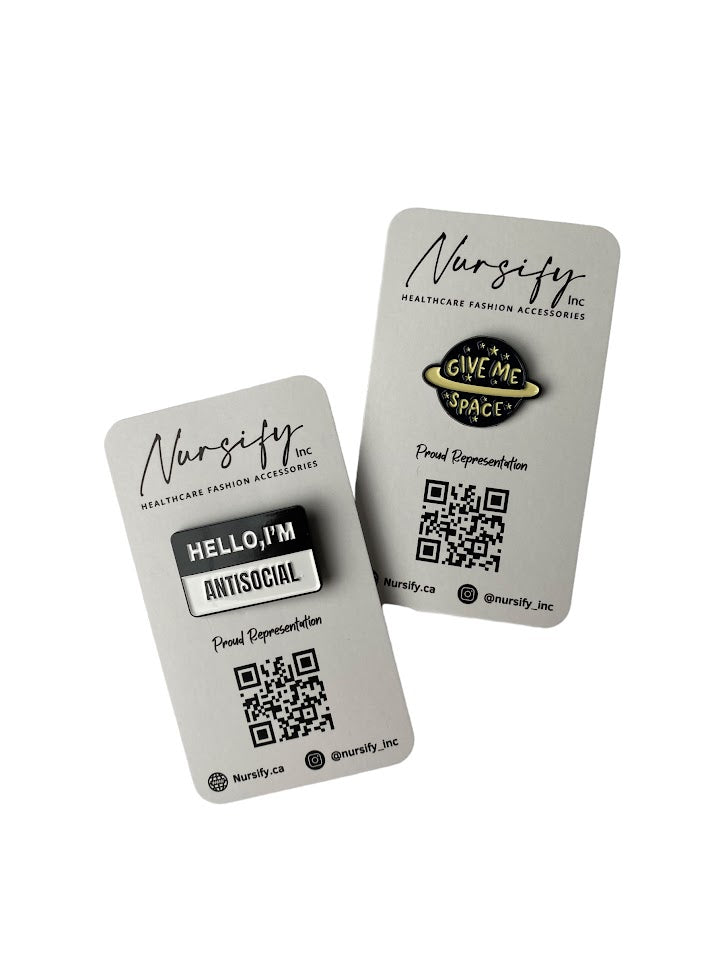 Nursify Inc
HEALTHCARE FASHION ACCESSORIES
HELLO,I'M
ANTISOCIAL
Proud Representation
Nursify.ca @nursify_inc
Nursify Inc
HEALTHCARE FASHION ACCESSORIES
GIVE ME
SPACE
Proud Representation
Nursify.ca @nursify_inc